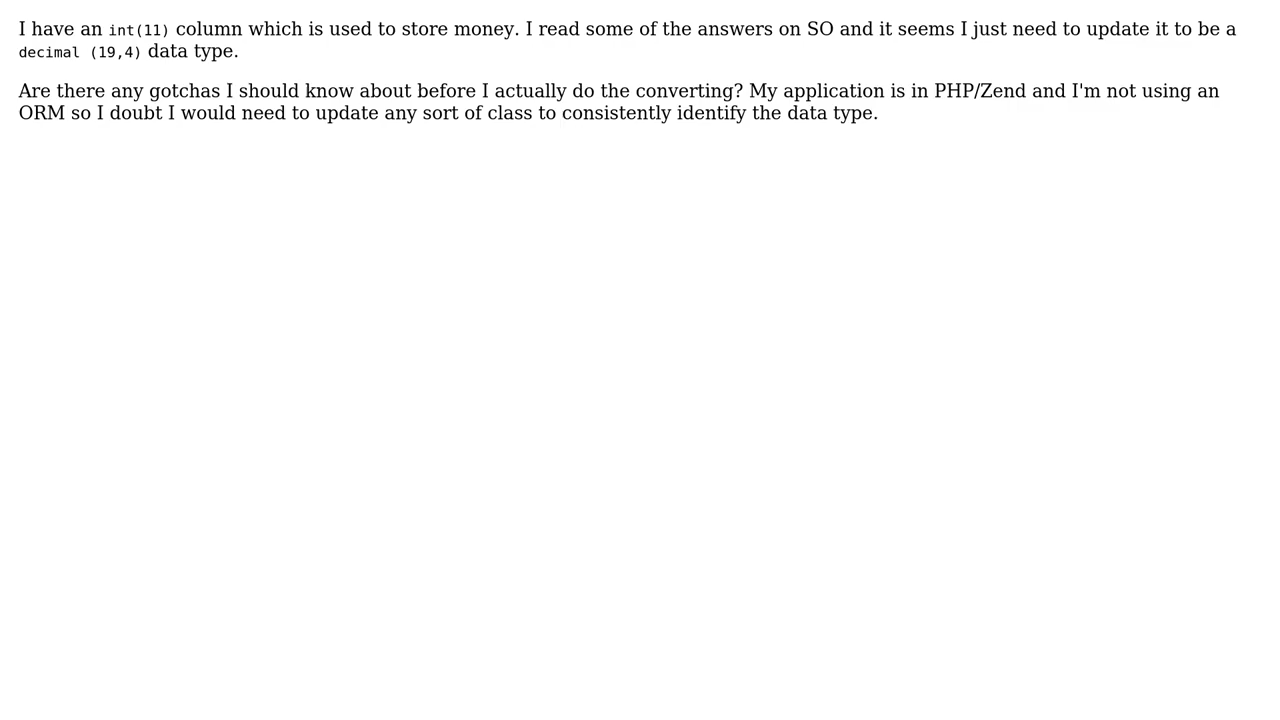 I have an int(11) column which is used to store money. I read some of the answers on SO and it seems I just need to update it to be a
decimal (19,4) data type.
Are there any gotchas I should know about before I actually do the converting? My application is in PHP/Zend and I'm not using an
ORM so I doubt I would need to update any sort of class to consistently identify the data type.